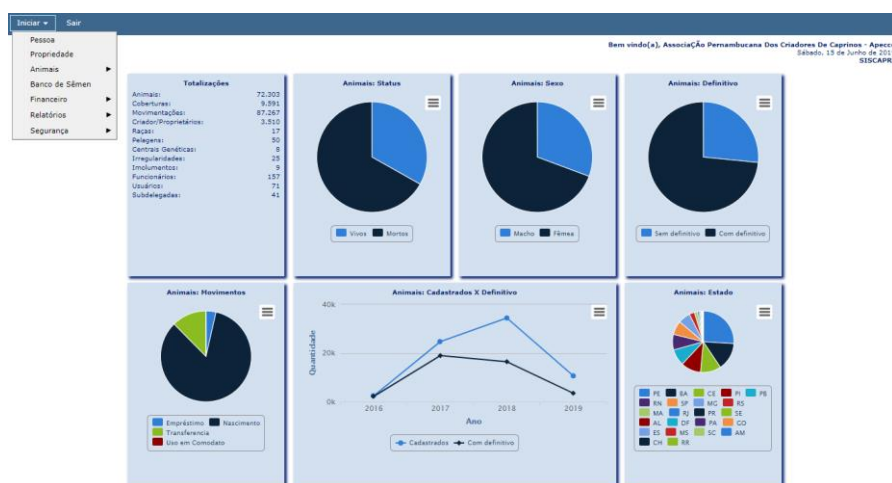 Iniciar
Sair
Pessoa
Propriedade
Animais
Banco de Sêmen
Financeiro
Relatórios
Segurança
Bem vindo(a), AssociaÇÃo Pernambucana Dos Criadores De Caprinos - Apecc
Sábado, 15 de Junho de 201
SISCAPR
Totalizações
Animais: 72.303
Coberturas: 9.591
Movimentações: 87.267
Criador/Proprietários: 3.510
Raças: 17
Pelagens: 50
Centrais Genéticas: 8
Irregularidades: 25
Imolumentos: 9
Funcionários: 157
Usuários: 71
Subdelegadas: 41
Animais: Status
Vivos Mortos
Animais: Sexo
Macho Fêmea
Animais: Definitivo
Sem definitivo Com definitivo
Animais: Movimentos
Empréstimo Nascimento
Transferencia
Uso em Comodato
Animais: Cadastrados X Definitivo
Quantidade
40k
20k
0k
2016 2017 2018 2019
Ano
Cadastrados Com definitivo
Animais: Estado
PE BA CE PI PB
RN SP MG RS
MA RJ PR SE
AL DF PA GO
ES MS SC AM
CH RR